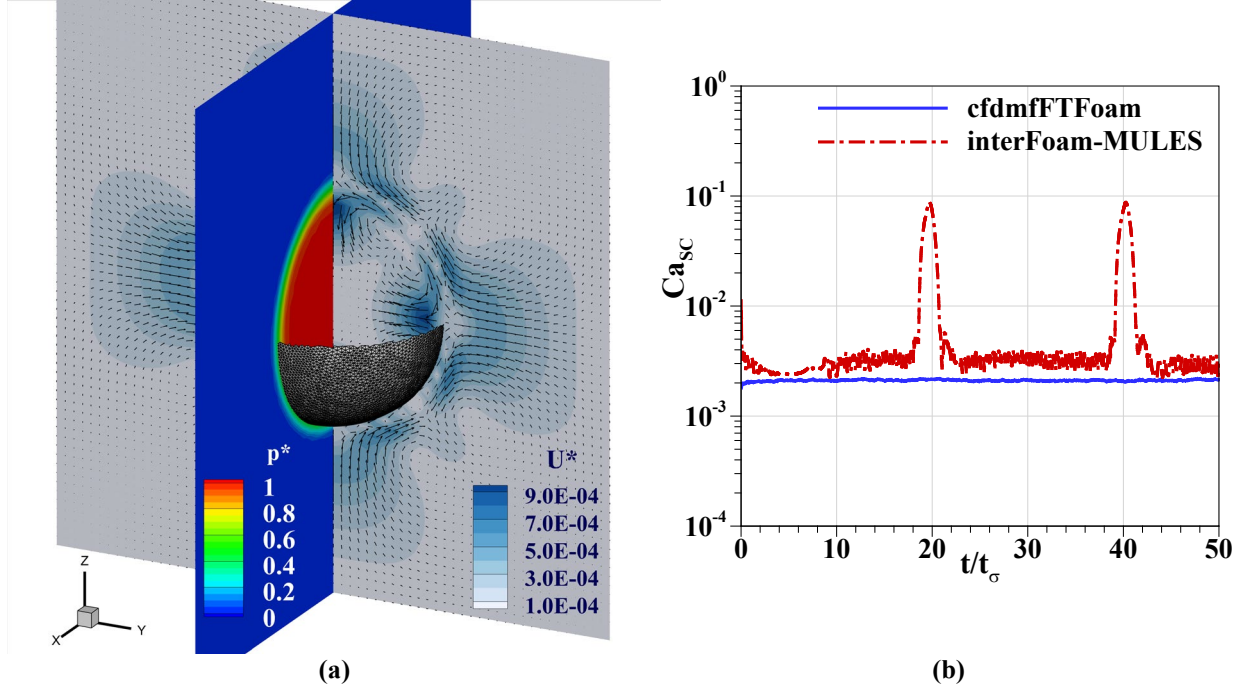 p*
1
0.8
0.6
0.4
0.2
0
U*
9.0E-04
7.0E-04
5.0E-04
3.0E-04
1.0E-04
Z
X
Y
(a)
cfdmfFTFoam
interFoam-MULES
Ca_SC
10^0
10^-1
10^-2
10^-3
10^-4
0 10 20 30 40 50
t/t_σ
(b)